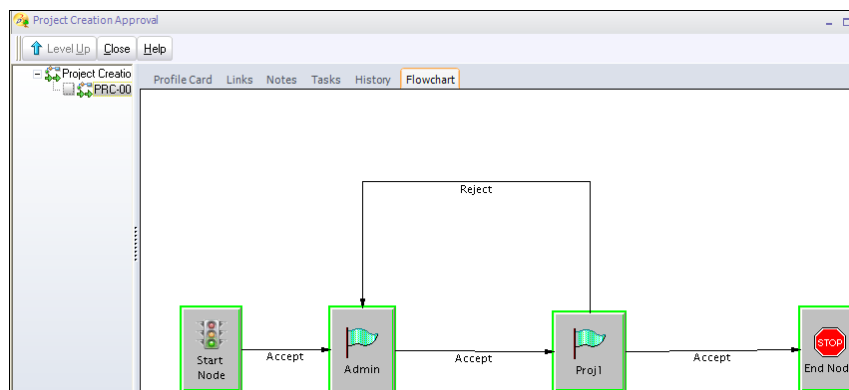 Project Creation Approval
Level Up Close Help
Project Creatio
PRC-00
Profile Card Links Notes Tasks History Flowchart
Reject
Start
Node
Accept
Admin
Accept
Proj1
Accept
STOP
End Nod